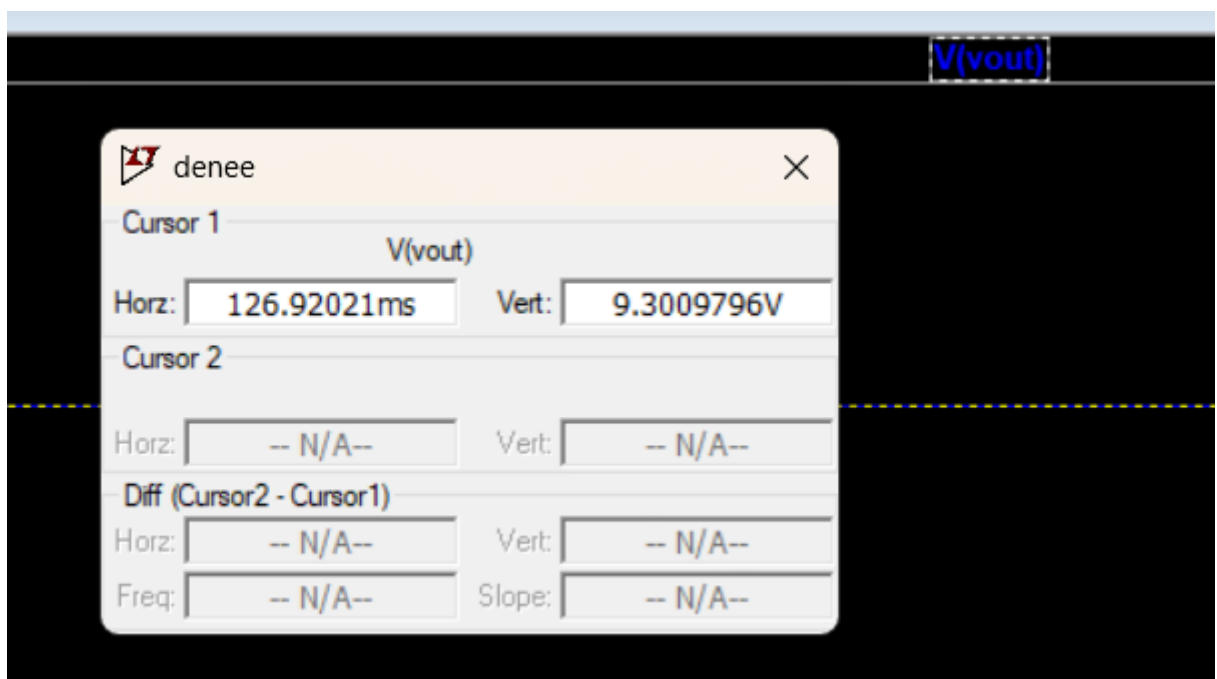 V(vout)
denee
Cursor 1
V(vout)
Horz: 126.92021ms Vert: 9.3009796V
Cursor 2
Horz: -- N/A-- Vert: -- N/A--
Diff (Cursor2 - Cursor1)
Horz: -- N/A-- Vert: -- N/A--
Freq: -- N/A-- Slope: -- N/A--